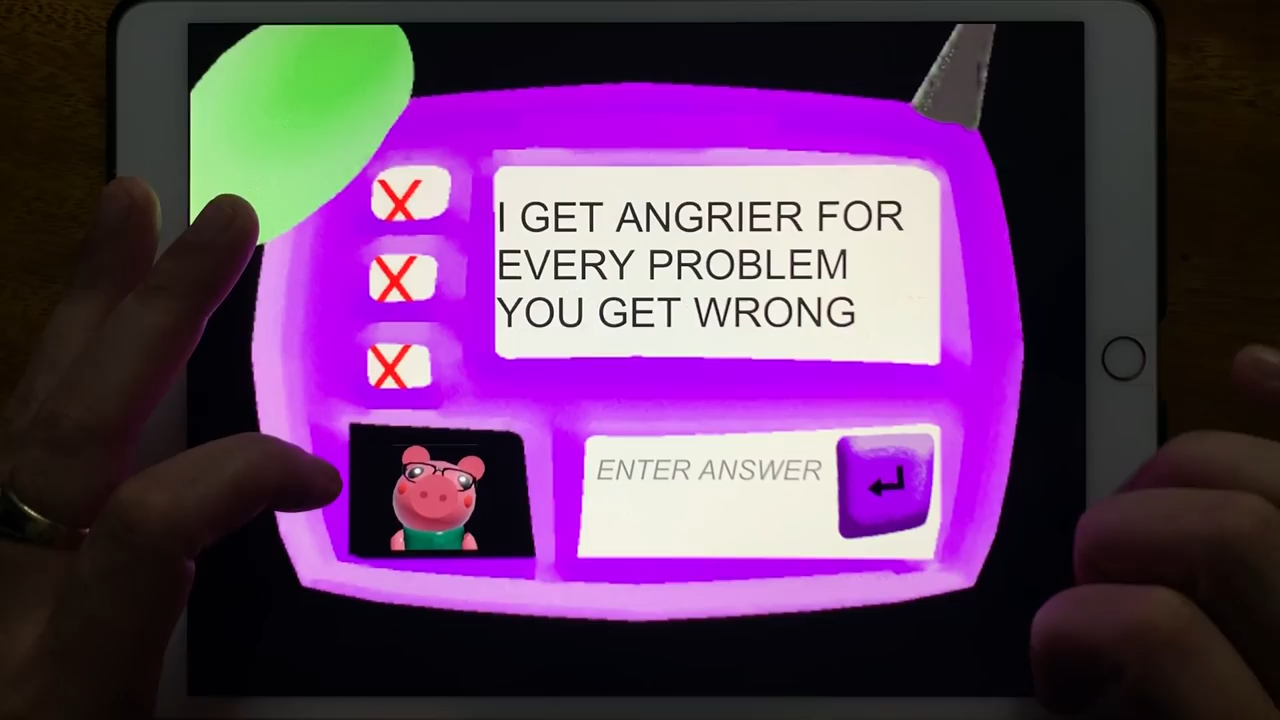 X
X
X
I GET ANGRIER FOR
EVERY PROBLEM
YOU GET WRONG
ENTER ANSWER